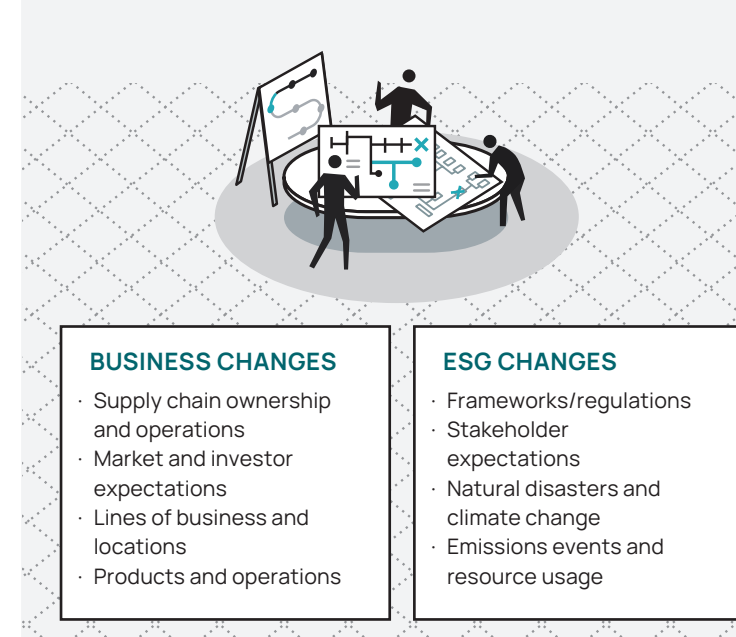 BUSINESS CHANGES
· Supply chain ownership
and operations
· Market and investor
expectations
· Lines of business and
locations
· Products and operations
ESG CHANGES
· Frameworks/regulations
· Stakeholder
expectations
· Natural disasters and
climate change
· Emissions events and
resource usage